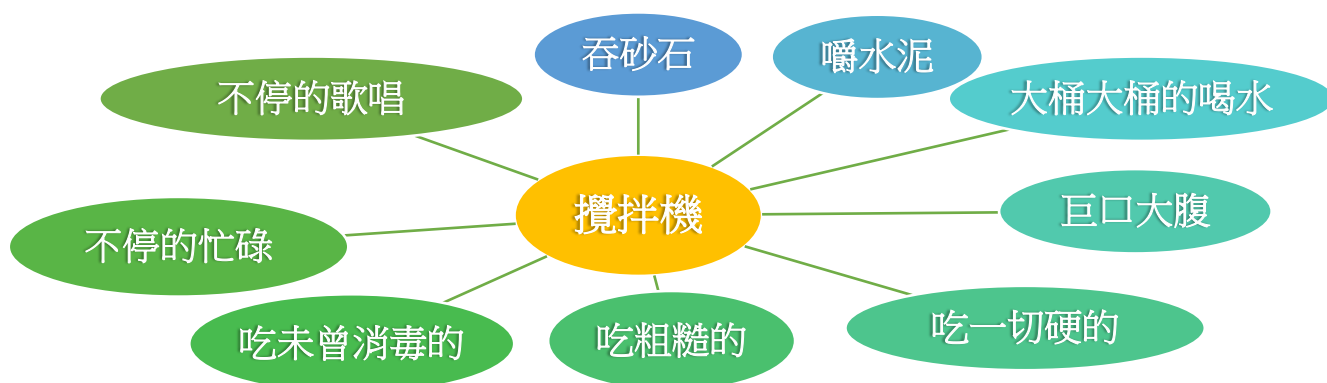 吞砂石
嚼水泥
不停的歌唱
大桶大桶的喝水
攪拌機
巨口大腹
不停的忙碌
吃未曾消毒的
吃粗糙的
吃一切硬的